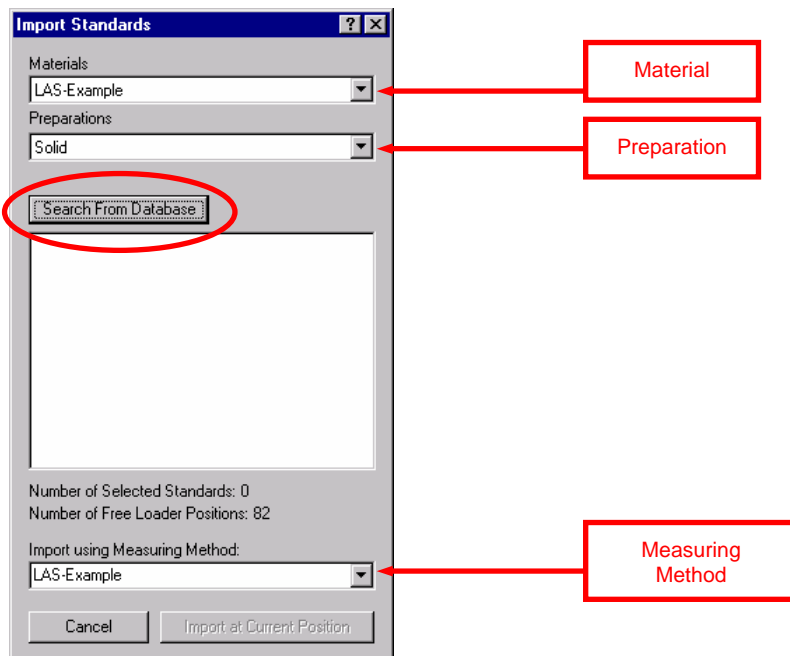 Import Standards
Materials
LAS-Example
Material
Preparations
Solid
Preparation
Search From Database
Number of Selected Standards: 0
Number of Free Loader Positions: 82
Import using Measuring Method:
LAS-Example
Measuring
Method
Cancel
Import at Current Position